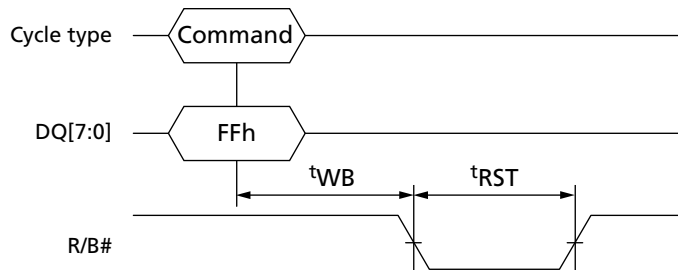 Cycle type Command
DQ[7:0] FFh
tWB tRST
R/B#